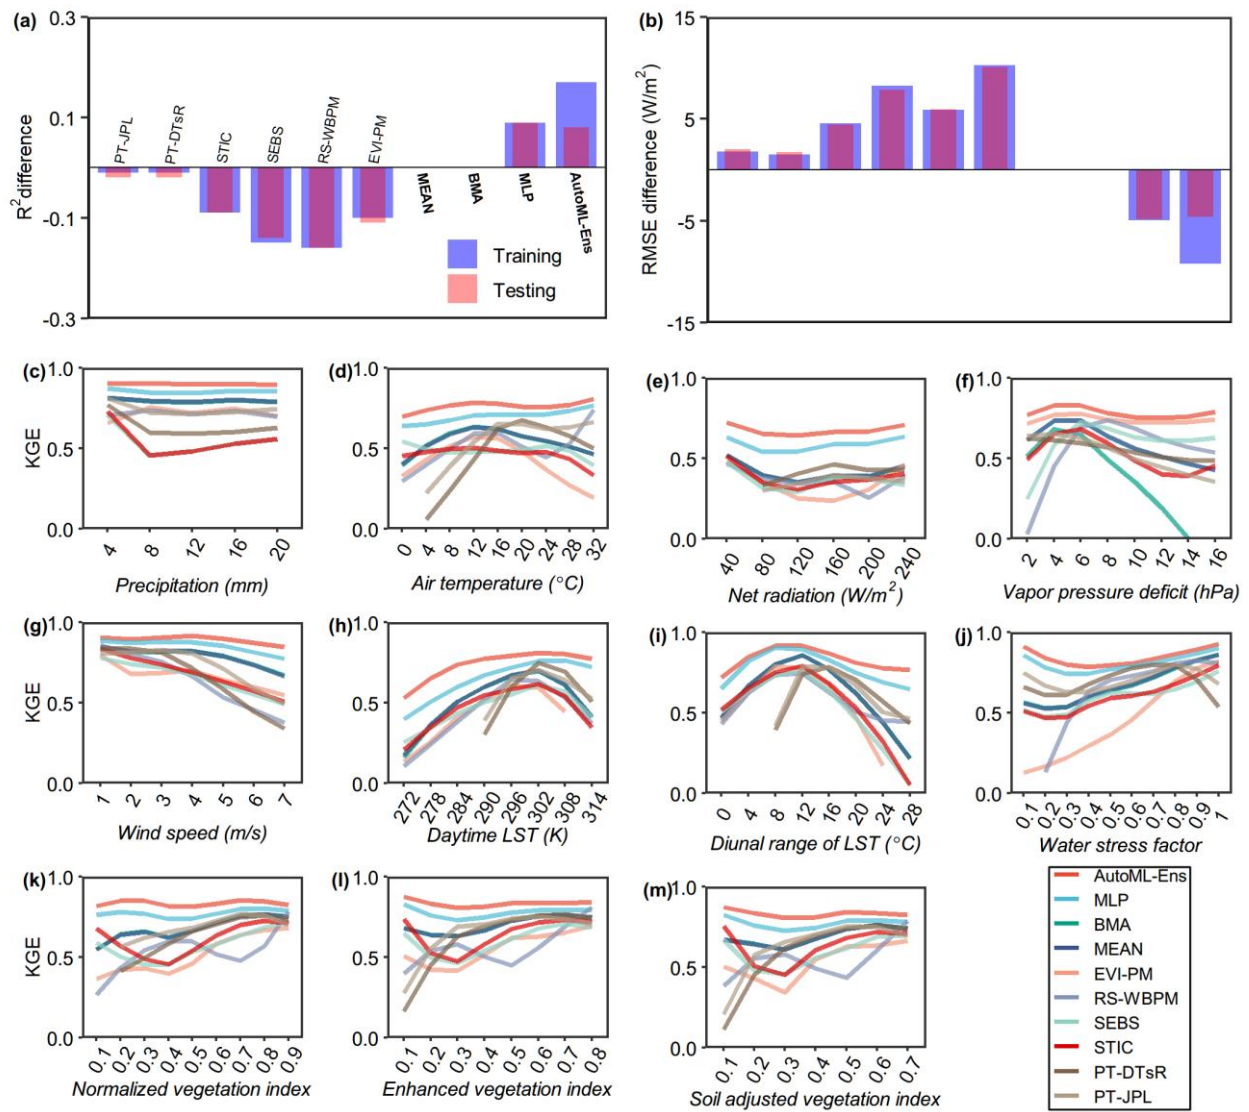 (a)
0.3
0.1
-0.1
-0.3
R²difference
PT-JPL
PT-DTsR
STIC
SEBS
RS-WBPM
EVI-PM
MEAN
BMA
MLP
AutoML-Ens
Training
Testing
(b)
15
5
-5
-15
RMSE difference (W/m²)
(c)
1.0
0.5
0.0
KGE
4 8 12 16 20
Precipitation (mm)
(d)
1.0
0.5
0.0
0 4 8 12 16 20 24 28 32
Air temperature (°C)
(e)
1.0
0.5
0.0
40 80 120 160 200 240
Net radiation (W/m²)
(f)
1.0
0.5
0.0
2 4 6 8 10 12 14 16
Vapor pressure deficit (hPa)
(g)
1.0
0.5
0.0
KGE
1 2 3 4 5 6 7
Wind speed (m/s)
(h)
1.0
0.5
0.0
272 278 284 290 296 302 308 314
Daytime LST (K)
(i)
1.0
0.5
0.0
0 4 8 12 16 20 24 28
Diunal range of LST (°C)
(j)
1.0
0.5
0.0
0.1 0.2 0.3 0.4 0.5 0.6 0.7 0.8 0.9 1
Water stress factor
(k)
1.0
0.5
0.0
KGE
0.1 0.2 0.3 0.4 0.5 0.6 0.7 0.8 0.9
Normalized vegetation index
(l)
1.0
0.5
0.0
0.1 0.2 0.3 0.4 0.5 0.6 0.7 0.8
Enhanced vegetation index
(m)
1.0
0.5
0.0
0.1 0.2 0.3 0.4 0.5 0.6 0.7
Soil adjusted vegetation index
AutoML-Ens
MLP
BMA
MEAN
EVI-PM
RS-WBPM
SEBS
STIC
PT-DTsR
PT-JPL